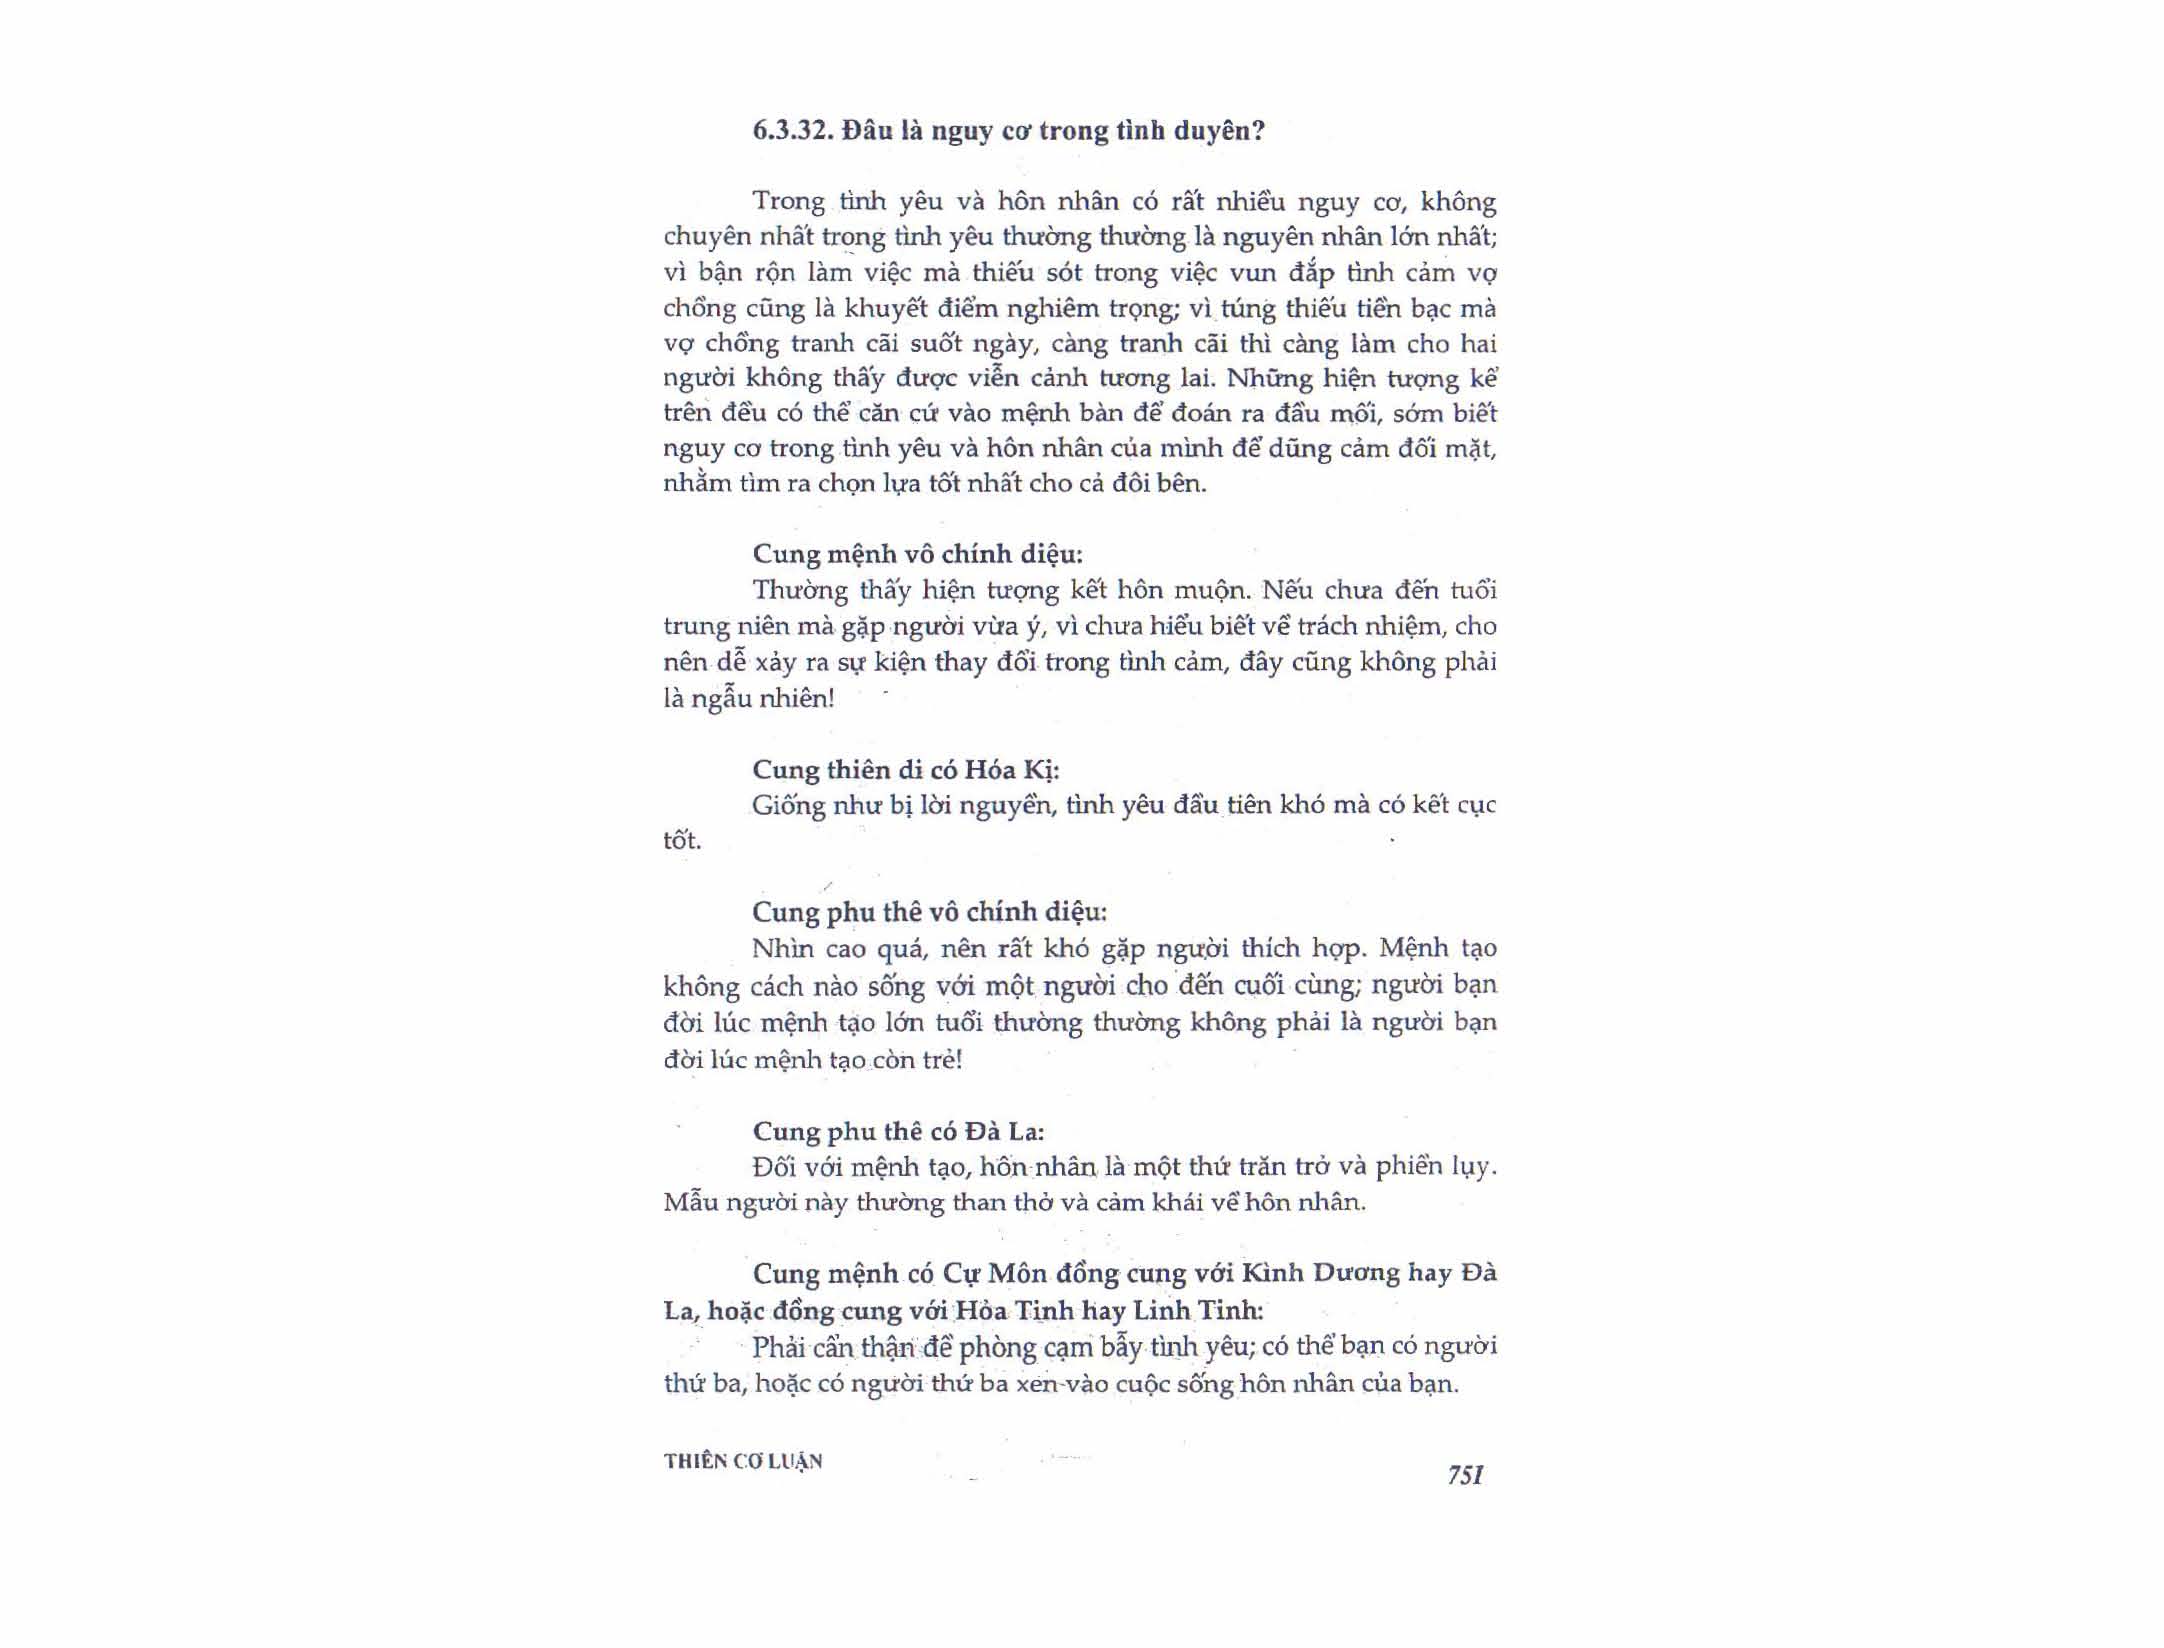 6.3.32. Đâu là nguy cơ trong tình duyên?
Trong tình yêu và hôn nhân có rất nhiều nguy cơ, không
chuyên nhất trong tình yêu thường thường là nguyên nhân lớn nhất;
vì bận rộn làm việc mà thiếu sót trong việc vun đắp tình cảm vợ
chồng cũng là khuyết điểm nghiêm trọng; vì túng thiếu tiền bạc mà
vợ chồng tranh cãi suốt ngày, càng tranh cãi thì càng làm cho hai
người không thấy được viễn cảnh tương lai. Những hiện tượng kể
trên đều có thể căn cứ vào mệnh bàn để đoán ra đầu mối, sớm biết
nguy cơ trong tình yêu và hôn nhân của mình để dũng cảm đối mặt,
nhằm tìm ra chọn lựa tốt nhất cho cả đôi bên.
Cung mệnh vô chính diệu:
Thường thấy hiện tượng kết hôn muộn. Nếu chưa đến tuổi
trung niên mà gặp người vừa ý, vì chưa hiểu biết về trách nhiệm, cho
nên dễ xảy ra sự kiện thay đổi trong tình cảm, đây cũng không phải
là ngẫu nhiên!
Cung thiên di có Hóa Kị:
Giống như bị lời nguyền, tình yêu đầu tiên khó mà có kết cục
tốt.
Cung phu thê vô chính diệu:
Nhìn cao quá, nên rất khó gặp người thích hợp. Mệnh tạo
không cách nào sống với một người cho đến cuối cùng; người bạn
đời lúc mệnh tạo lớn tuổi thường thường không phải là người bạn
đời lúc mệnh tạo còn trẻ!
Cung phu thê có Đà La:
Đối với mệnh tạo, hôn nhân là một thứ trăn trở và phiền lụy.
Mẫu người này thường than thở và cảm khái về hôn nhân.
Cung mệnh có Cự Môn đồng cung với Kình Dương hay Đà
La, hoặc đồng cung với Hỏa Tinh hay Linh Tinh:
Phải cẩn thận đề phòng cạm bẫy tình yêu; có thể bạn có người
thứ ba, hoặc có người thứ ba xen vào cuộc sống hôn nhân của bạn.
THIÊN CƠ LUẬN
751